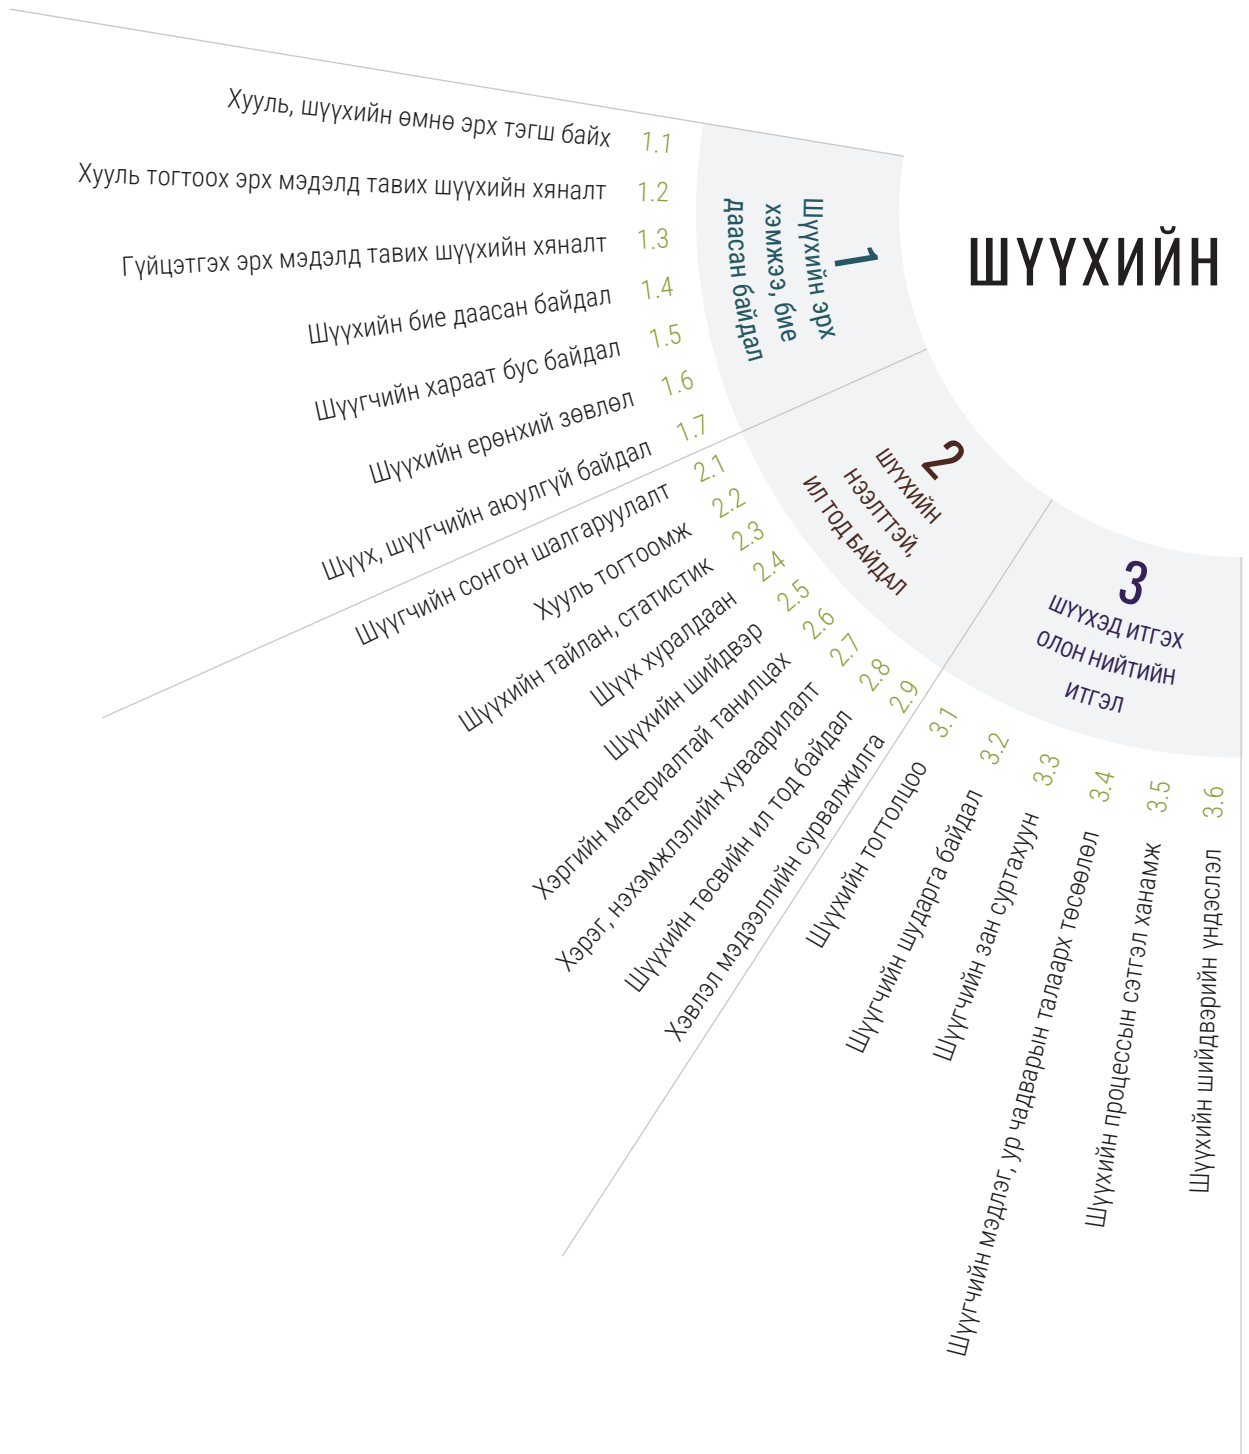 ШҮҮХИЙН
1
Шүүхийн эрх
хэмжээ, бие
даасан байдал
Хууль, шүүхийн өмнө эрх тэгш байх 1.1
Хууль тогтоох эрх мэдэлд тавих шүүхийн хяналт 1.2
Гүйцэтгэх эрх мэдэлд тавих шүүхийн хяналт 1.3
Шүүхийн бие даасан байдал 1.4
Шүүгчийн хараат бус байдал 1.5
Шүүхийн ерөнхий зөвлөл 1.6
Шүүх, шүүгчийн аюулгүй байдал 1.7
2
ШҮҮХИЙН
НЭЭЛТТЭЙ,
ИЛ ТОД БАЙДАЛ
Шүүгчийн сонгон шалгаруулалт 2.1
Хууль тогтоомж 2.2
Шүүхийн тайлан, статистик 2.3
Шүүх хуралдаан 2.4
Шүүхийн шийдвэр 2.5
Хэргийн материалтай танилцах 2.6
Хэрэг, нэхэмжлэлийн хуваарилалт 2.7
Шүүхийн төсвийн ил тод байдал 2.8
Хэвлэл мэдээллийн сурвалжилга 2.9
3
ШҮҮХЭД ИТГЭХ
ОЛОН НИЙТИЙН
ИТГЭЛ
Шүүхийн тогтолцоо 3.1
Шүүгчийн шударга байдал 3.2
Шүүгчийн зан суртахуун 3.3
Шүүгчийн мэдлэг, ур чадварын талаарх төсөөлөл 3.4
Шүүхийн процессын сэтгэл ханамж 3.5
Шүүхийн шийдвэрийн үндэслэл 3.6